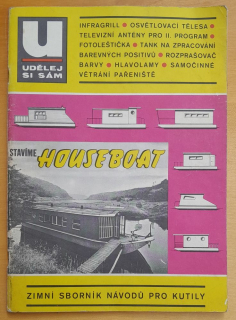 u
UDĚLEJ
SI SÁM
INFRAGRILL • OSVĚTLOVACÍ TĚLESA •
TELEVIZNÍ ANTÉNY PRO II. PROGRAM •
FOTOLEŠTIČKA • TANK NA ZPRACOVÁNÍ
BAREVNÝCH POSITIVŮ • ROZPRAŠOVAČ
BARVY • HLAVOLAMY • SAMOČINNÉ
VĚTRÁNÍ PAŘENIŠTĚ
STAVÍME HOUSEBOAT
ZIMNÍ SBORNÍK NÁVODŮ PRO KUTILY